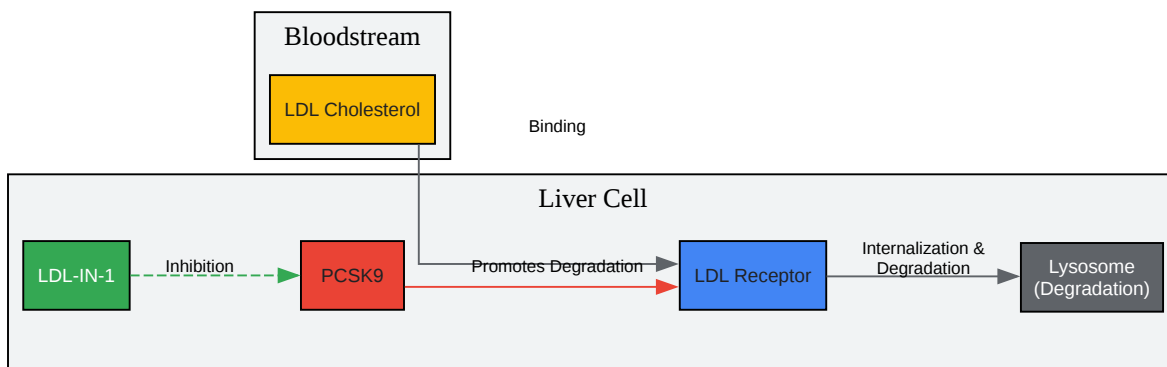 Bloodstream
LDL Cholesterol
Binding
Liver Cell
LDL-IN-1
Inhibition
PCSK9
Promotes Degradation
LDL Receptor
Internalization &
Degradation
Lysosome
(Degradation)